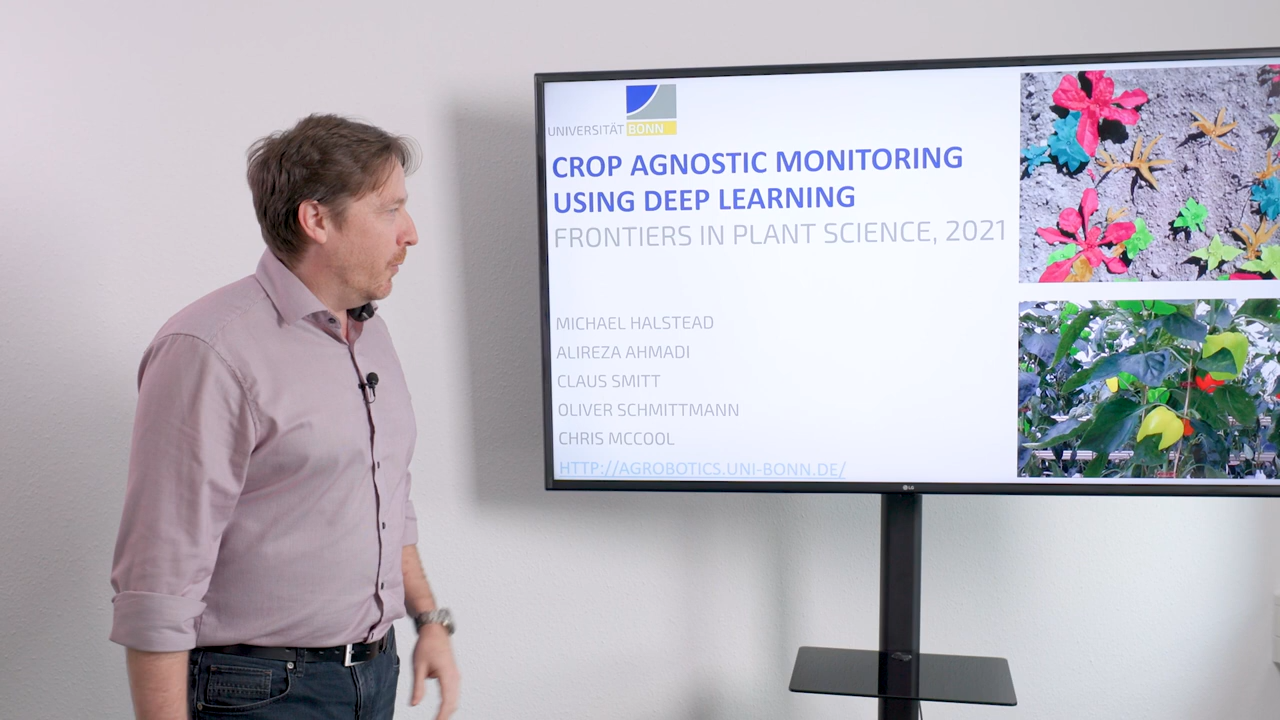 UNIVERSITÄT BONN
CROP AGNOSTIC MONITORING
USING DEEP LEARNING
FRONTIERS IN PLANT SCIENCE, 2021
MICHAEL HALSTEAD
ALIREZA AHMADI
CLAUS SMITT
OLIVER SCHMITTMANN
CHRIS MCCOOL
HTTP://AGROBOTICS.UNI-BONN.DE/
LG